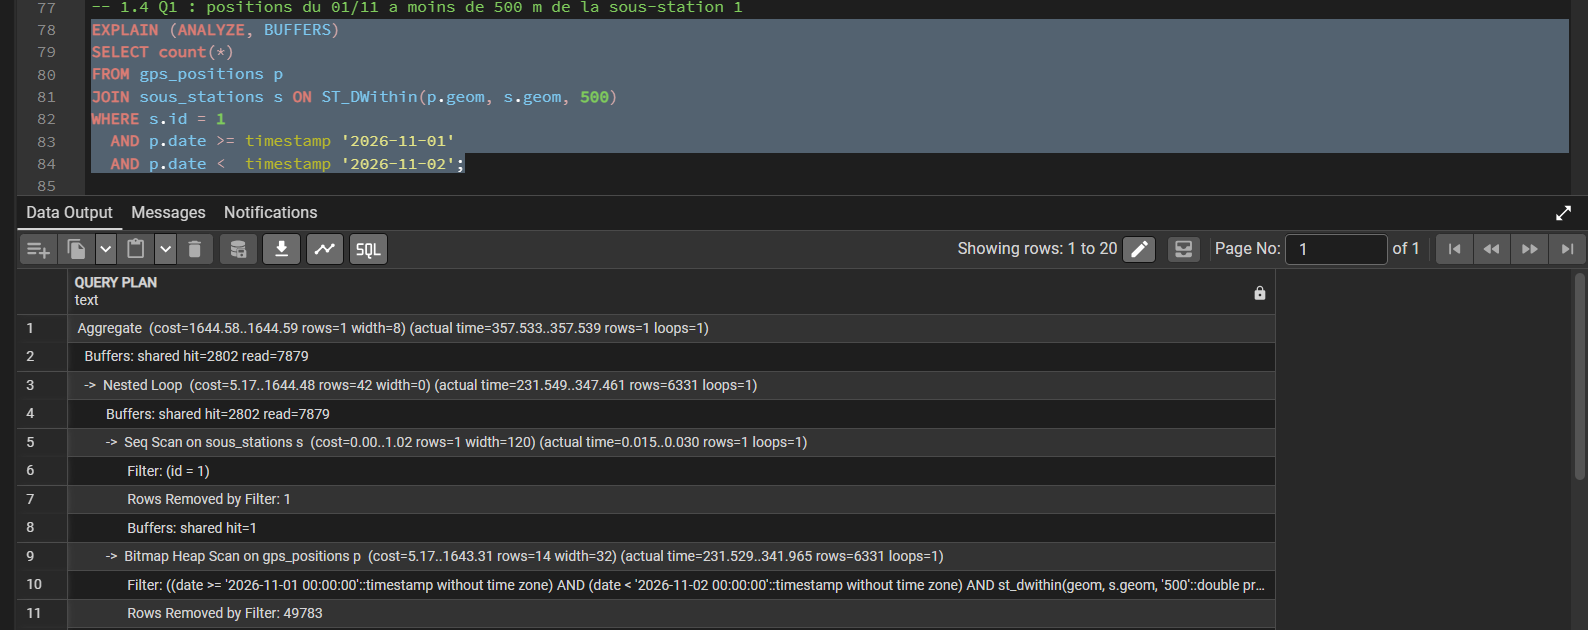 77 -- 1.4 Q1 : positions du 01/11 a moins de 500 m de la sous-station 1
78 EXPLAIN (ANALYZE, BUFFERS)
79 SELECT count(*)
80 FROM gps_positions p
81 JOIN sous_stations s ON ST_DWithin(p.geom, s.geom, 500)
82 WHERE s.id = 1
83 AND p.date >= timestamp '2026-11-01'
84 AND p.date < timestamp '2026-11-02';
85
Data Output Messages Notifications
SQL Showing rows: 1 to 20 Page No: 1 of 1
QUERY PLAN
text
1 Aggregate (cost=1644.58..1644.59 rows=1 width=8) (actual time=357.533..357.539 rows=1 loops=1)
2 Buffers: shared hit=2802 read=7879
3 -> Nested Loop (cost=5.17..1644.48 rows=42 width=0) (actual time=231.549..347.461 rows=6331 loops=1)
4 Buffers: shared hit=2802 read=7879
5 -> Seq Scan on sous_stations s (cost=0.00..1.02 rows=1 width=120) (actual time=0.015..0.030 rows=1 loops=1)
6 Filter: (id = 1)
7 Rows Removed by Filter: 1
8 Buffers: shared hit=1
9 -> Bitmap Heap Scan on gps_positions p (cost=5.17..1643.31 rows=14 width=32) (actual time=231.529..341.965 rows=6331 loops=1)
10 Filter: ((date >= '2026-11-01 00:00:00'::timestamp without time zone) AND (date < '2026-11-02 00:00:00'::timestamp without time zone) AND st_dwithin(geom, s.geom, '500'::double pr...
11 Rows Removed by Filter: 49783